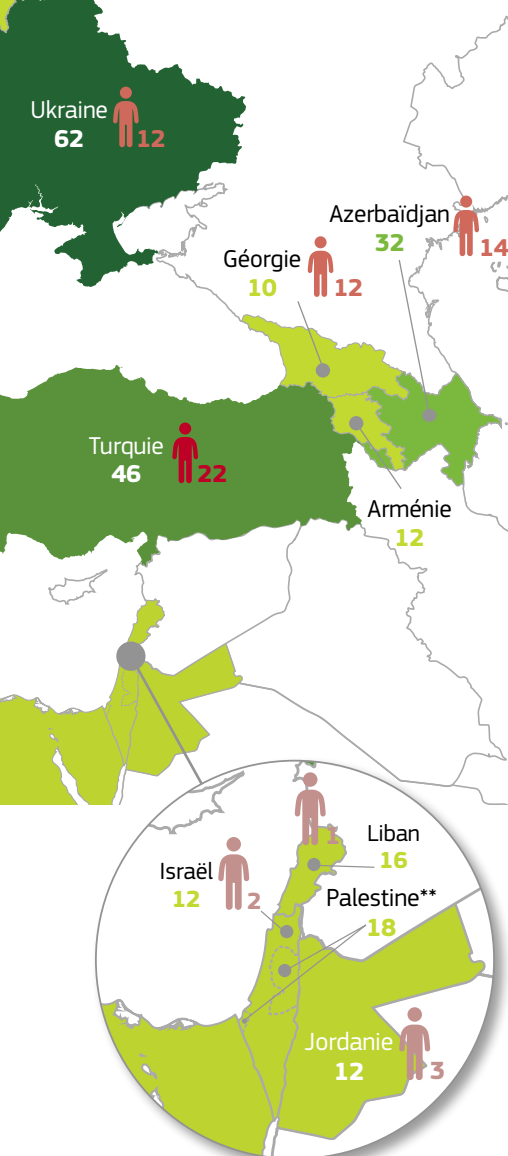 Ukraine
62
12
Azerbaïdjan
32
14
Géorgie
10
12
Turquie
46
22
Arménie
12
1
Liban
16
Israël
12
2
Palestine**
18
Jordanie
12
3